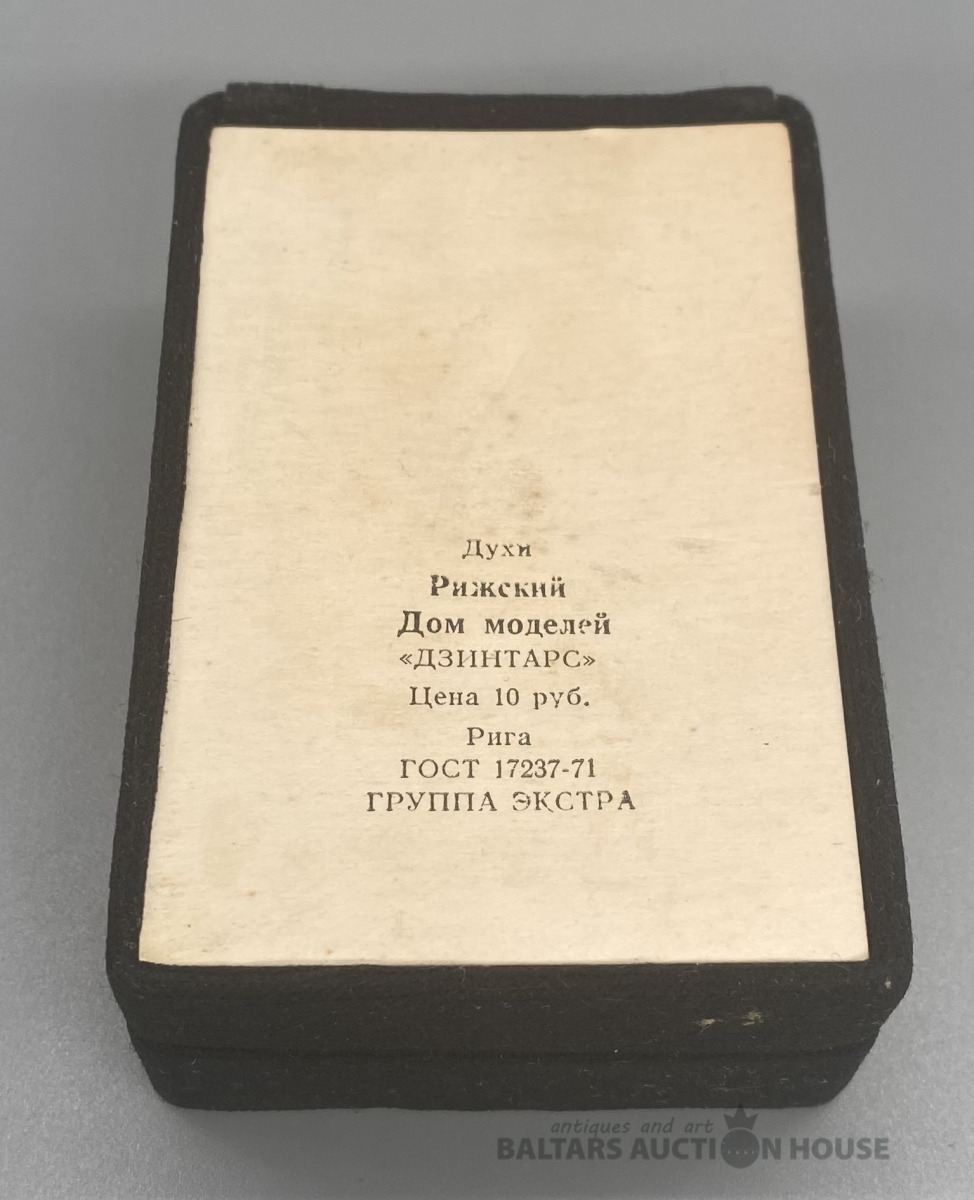 Духи
Рижский
Дом моделей
«ДЗИНТАРС»
Цена 10 руб.
Рига
ГОСТ 17237-71
ГРУППА ЭКСТРА
antiques and art
BALTARS AUCTION HOUSE